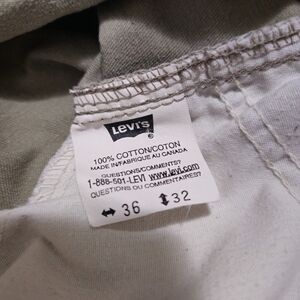 Levi's ®
100% COTTON/COTON
MADE IN/FABRIQUE AU CANADA
QUESTIONS/COMMENTS?
1-888-501-LEVI www.levi.com
QUESTIONS OU COMMENTAIRES?
↔ 36 ↕ 32